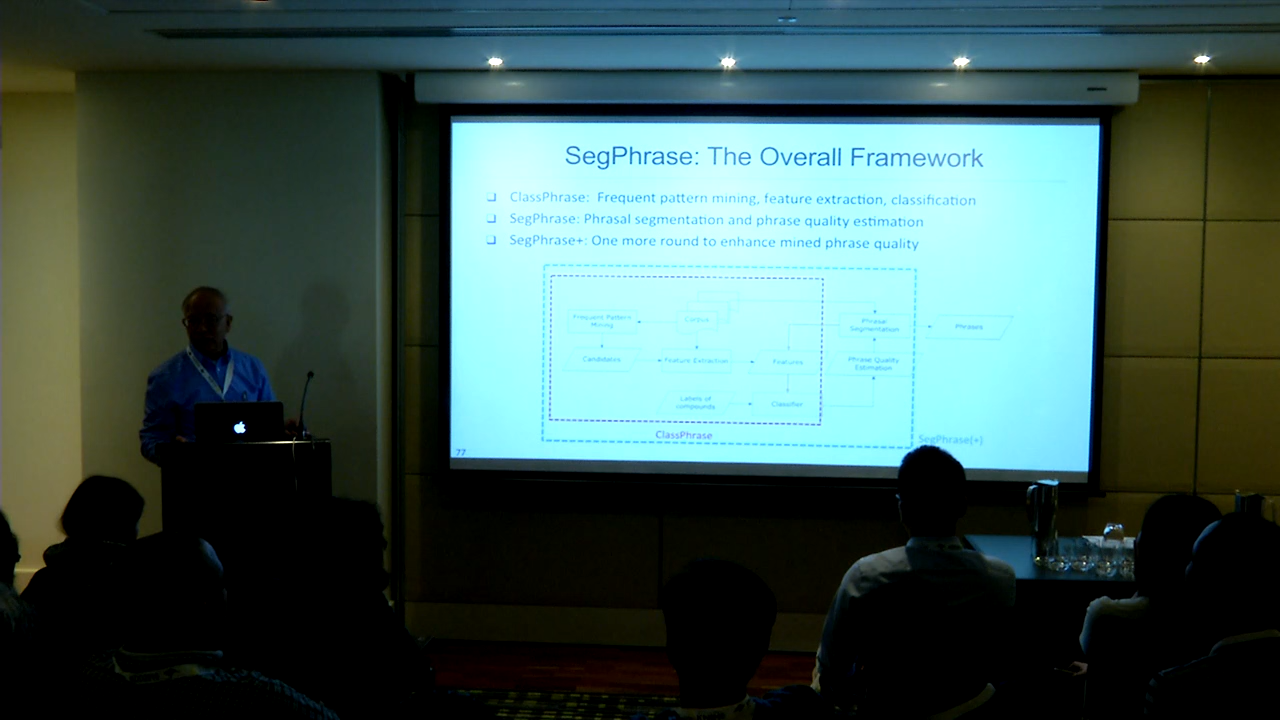 SegPhrase: The Overall Framework
❑ ClassPhrase: Frequent pattern mining, feature extraction, classification
❑ SegPhrase: Phrasal segmentation and phrase quality estimation
❑ SegPhrase+: One more round to enhance mined phrase quality
Frequent Pattern
Mining
Corpus
Phrasal
Segmentation
Phrases
Candidates
Feature Extraction
Features
Phrase Quality
Estimation
Labels of
compounds
Classifier
ClassPhrase
SegPhrase(+)
77